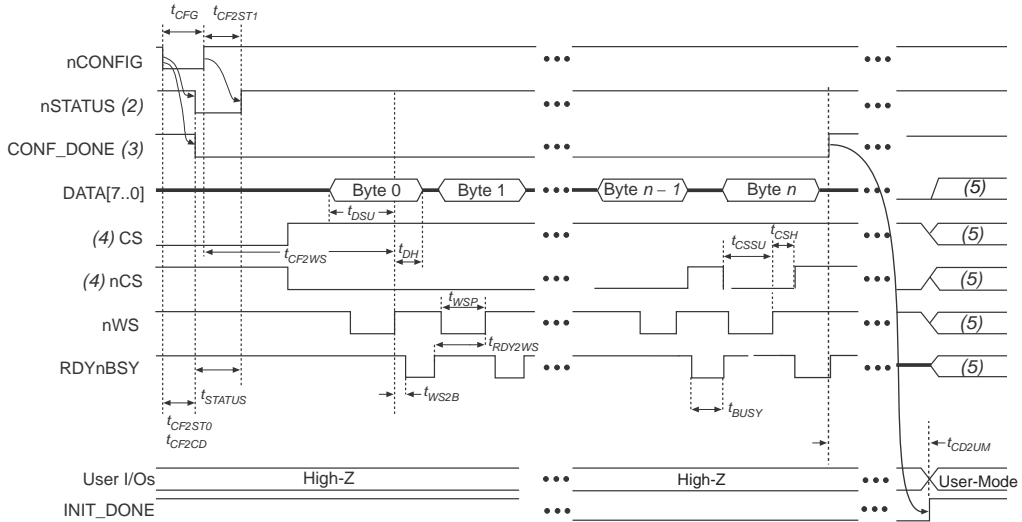 tCFG
tCF2ST1
nCONFIG
nSTATUS (2)
CONF_DONE (3)
DATA[7..0]
Byte 0
Byte 1
Byte n – 1
Byte n
(5)
tDSU
(4) CS
tCF2WS
tDH
tCSSU
tCSH
(5)
(4) nCS
(5)
tWSP
nWS
(5)
tRDY2WS
RDYnBSY
(5)
tSTATUS
tWS2B
tBUSY
tCF2ST0
tCF2CD
tCD2UM
User I/Os
High-Z
High-Z
User-Mode
INIT_DONE